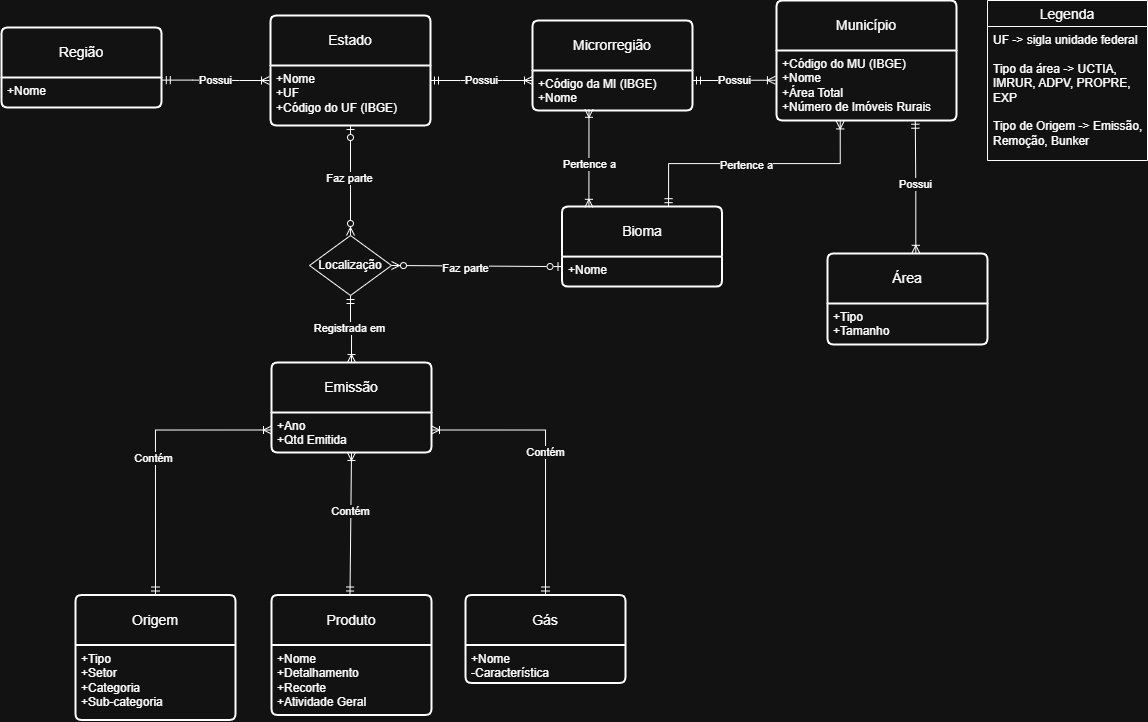 Região
+Nome
Possui
Estado
+Nome
+UF
+Código do UF (IBGE)
Possui
Microrregião
+Código da MI (IBGE)
+Nome
Possui
Município
+Código do MU (IBGE)
+Nome
+Área Total
+Número de Imóveis Rurais
Legenda
UF -> sigla unidade federal
Tipo da área -> UCTIA,
IMRUR, ADPV, PROPRE,
EXP
Tipo de Origem -> Emissão,
Remoção, Bunker
Faz parte
Pertence a
Pertence a
Possui
Localização
Faz parte
Bioma
+Nome
Área
+Tipo
+Tamanho
Registrada em
Emissão
+Ano
+Qtd Emitida
Contém
Contém
Contém
Origem
+Tipo
+Setor
+Categoria
+Sub-categoria
Produto
+Nome
+Detalhamento
+Recorte
+Atividade Geral
Gás
+Nome
-Característica